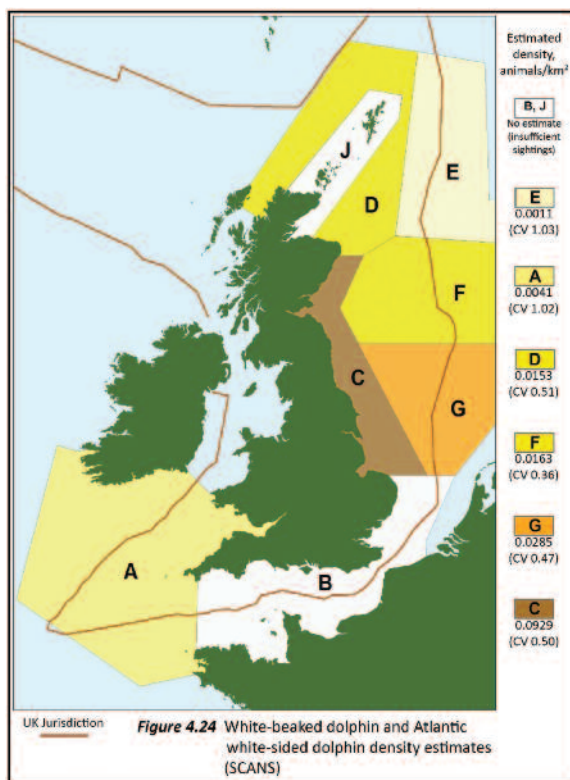 Estimated
density,
animals/km²
B, J
No estimate
(insufficient
sightings)
E
0.0011
(CV 1.03)
A
0.0041
(CV 1.02)
D
0.0153
(CV 0.51)
F
0.0163
(CV 0.36)
G
0.0285
(CV 0.47)
C
0.0929
(CV 0.50)
J
E
D
F
C
G
A
B
UK Jurisdiction
Figure 4.24 White-beaked dolphin and Atlantic
white-sided dolphin density estimates
(SCANS)